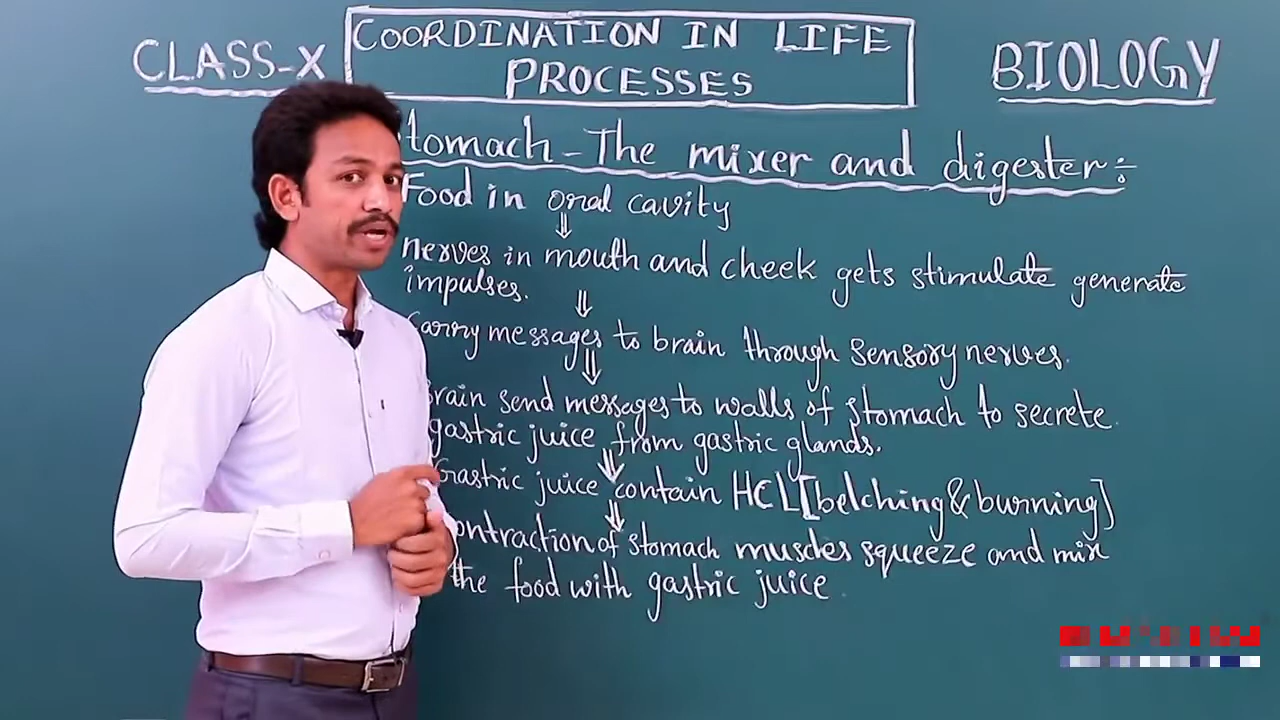 CLASS-X
COORDINATION IN LIFE
PROCESSES
BIOLOGY
tomach - The mixer and digester:-
Food in oral cavity
⇓
nerves in mouth and cheek gets stimulate generate
impulses.
⇓
Carry messages to brain through sensory nerves.
⇓
Brain send messages to walls of stomach to secrete
gastric juice from gastric glands.
⇓
Gastric juice contain HCL[belching&burning]
⇓
ontraction of stomach muscles squeeze and mix
the food with gastric juice.